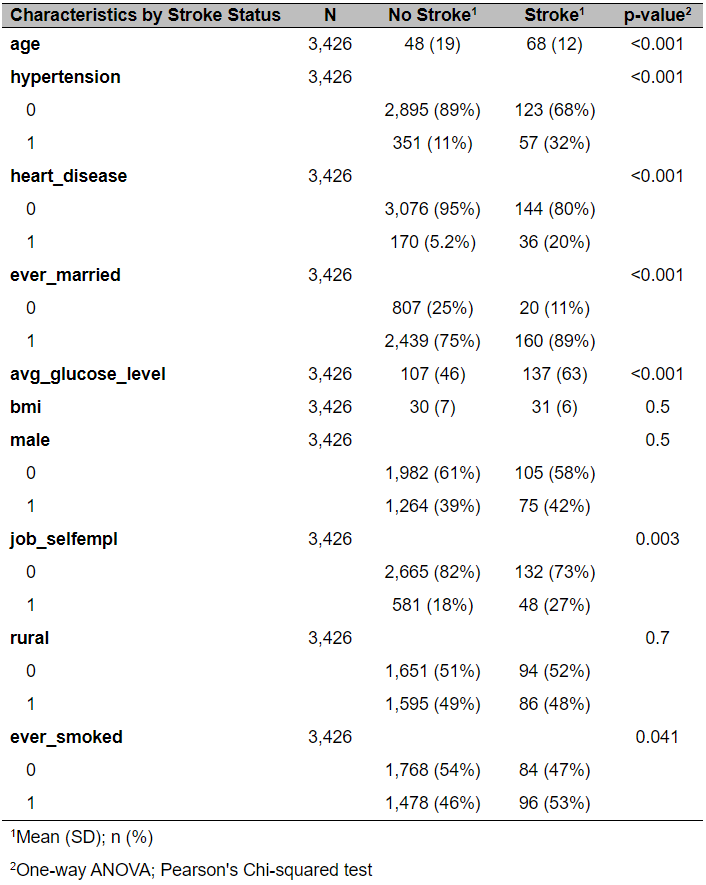 Characteristics by Stroke Status N No Stroke¹ Stroke¹ p-value²
age 3,426 48 (19) 68 (12) <0.001
hypertension 3,426 <0.001
0 2,895 (89%) 123 (68%)
1 351 (11%) 57 (32%)
heart_disease 3,426 <0.001
0 3,076 (95%) 144 (80%)
1 170 (5.2%) 36 (20%)
ever_married 3,426 <0.001
0 807 (25%) 20 (11%)
1 2,439 (75%) 160 (89%)
avg_glucose_level 3,426 107 (46) 137 (63) <0.001
bmi 3,426 30 (7) 31 (6) 0.5
male 3,426 0.5
0 1,982 (61%) 105 (58%)
1 1,264 (39%) 75 (42%)
job_selfempl 3,426 0.003
0 2,665 (82%) 132 (73%)
1 581 (18%) 48 (27%)
rural 3,426 0.7
0 1,651 (51%) 94 (52%)
1 1,595 (49%) 86 (48%)
ever_smoked 3,426 0.041
0 1,768 (54%) 84 (47%)
1 1,478 (46%) 96 (53%)
¹Mean (SD); n (%)
²One-way ANOVA; Pearson's Chi-squared test